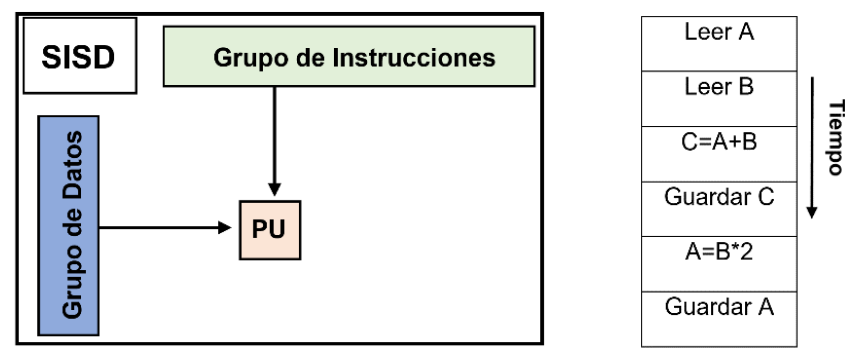 SISD
Grupo de Instrucciones
Grupo de Datos
PU
Leer A
Leer B
C=A+B
Guardar C
A=B*2
Guardar A
Tiempo